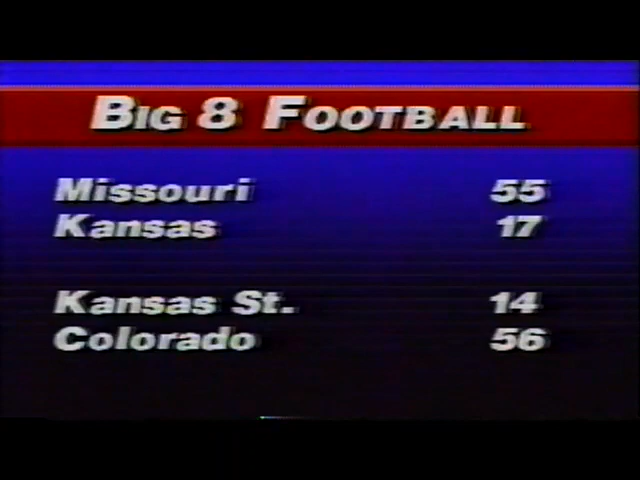 Big 8 Football
Missouri 55
Kansas 17
Kansas St. 14
Colorado 56